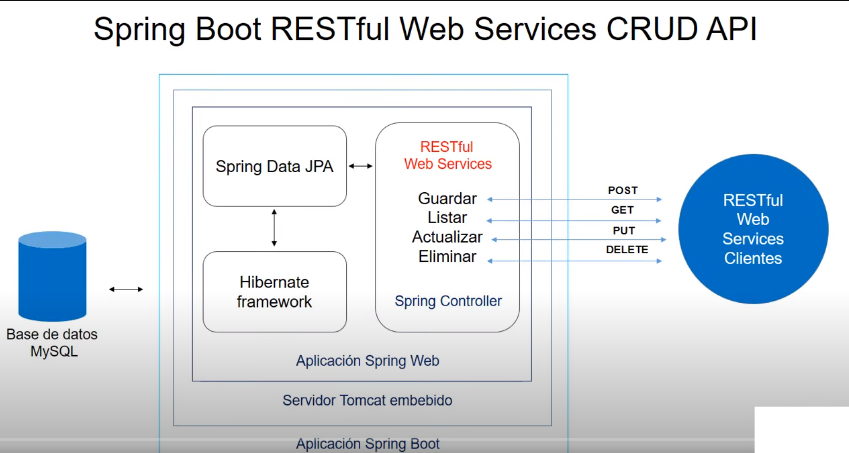 Spring Boot RESTful Web Services CRUD API
Spring Data JPA
RESTful
Web Services
Guardar
Listar
Actualizar
Eliminar
Spring Controller
POST
GET
PUT
DELETE
RESTful
Web
Services
Clientes
Hibernate
framework
Base de datos
MySQL
Aplicación Spring Web
Servidor Tomcat embebido
Aplicación Spring Boot